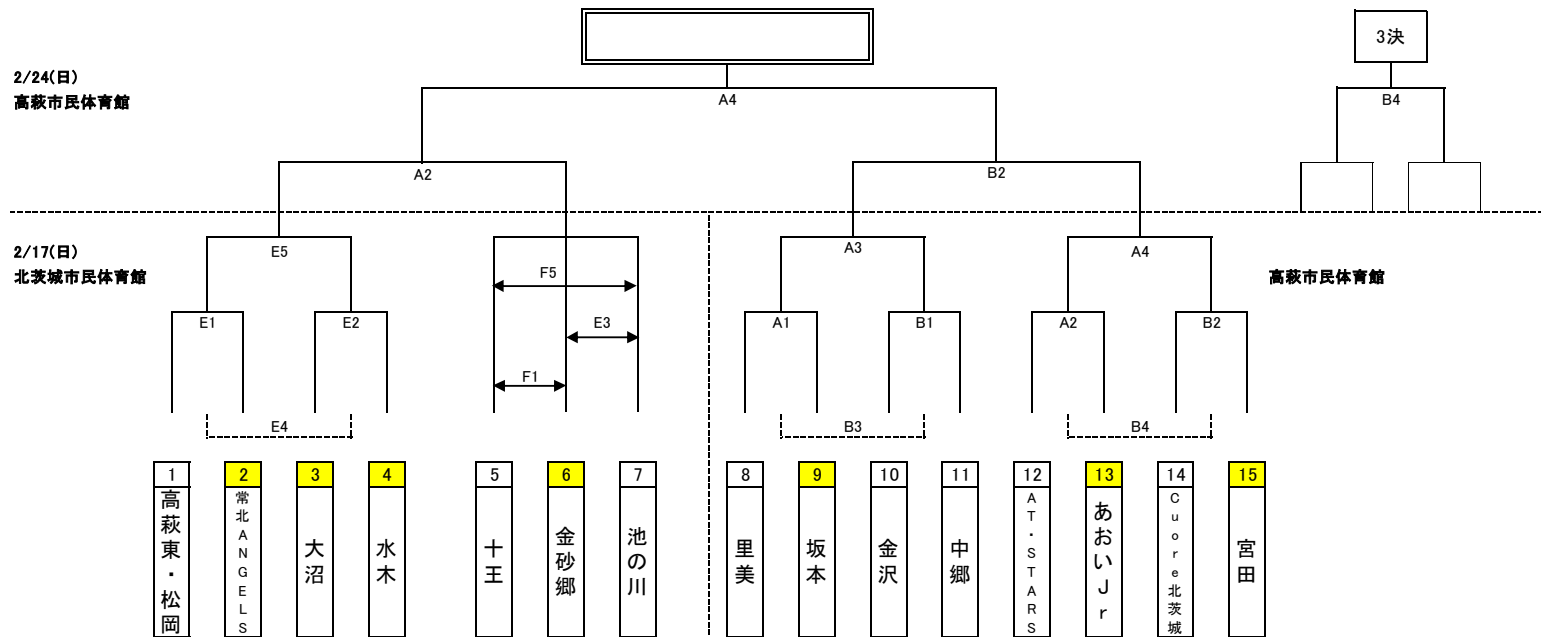 3決
2/24(日)
高萩市民体育館
A4
B4
A2
B2
2/17(日)
北茨城市民体育館
高萩市民体育館
E5
A3
A4
F5
E1
E2
E3
A1
B1
A2
B2
F1
E4
B3
B4
1
2
3
4
5
6
7
8
9
10
11
12
13
14
15
高萩東・松岡
常北ANGELS
大沼
水木
十王
金砂郷
池の川
里美
坂本
金沢
中郷
AT・STARS
あおいJr
Cuore北茨城
宮田